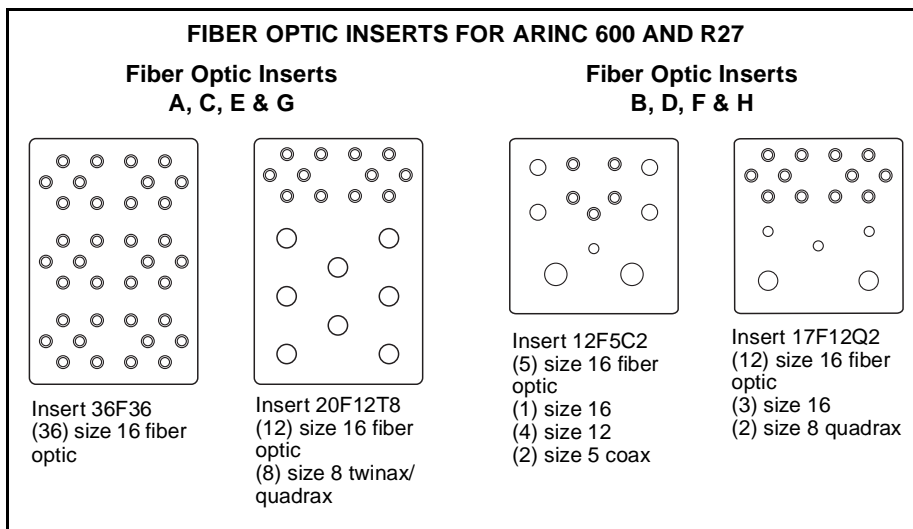 FIBER OPTIC INSERTS FOR ARINC 600 AND R27
Fiber Optic Inserts
A, C, E & G
Fiber Optic Inserts
B, D, F & H
Insert 36F36
(36) size 16 fiber
optic
Insert 20F12T8
(12) size 16 fiber
optic
(8) size 8 twinax/
quadrax
Insert 12F5C2
(5) size 16 fiber
optic
(1) size 16
(4) size 12
(2) size 5 coax
Insert 17F12Q2
(12) size 16 fiber
optic
(3) size 16
(2) size 8 quadrax